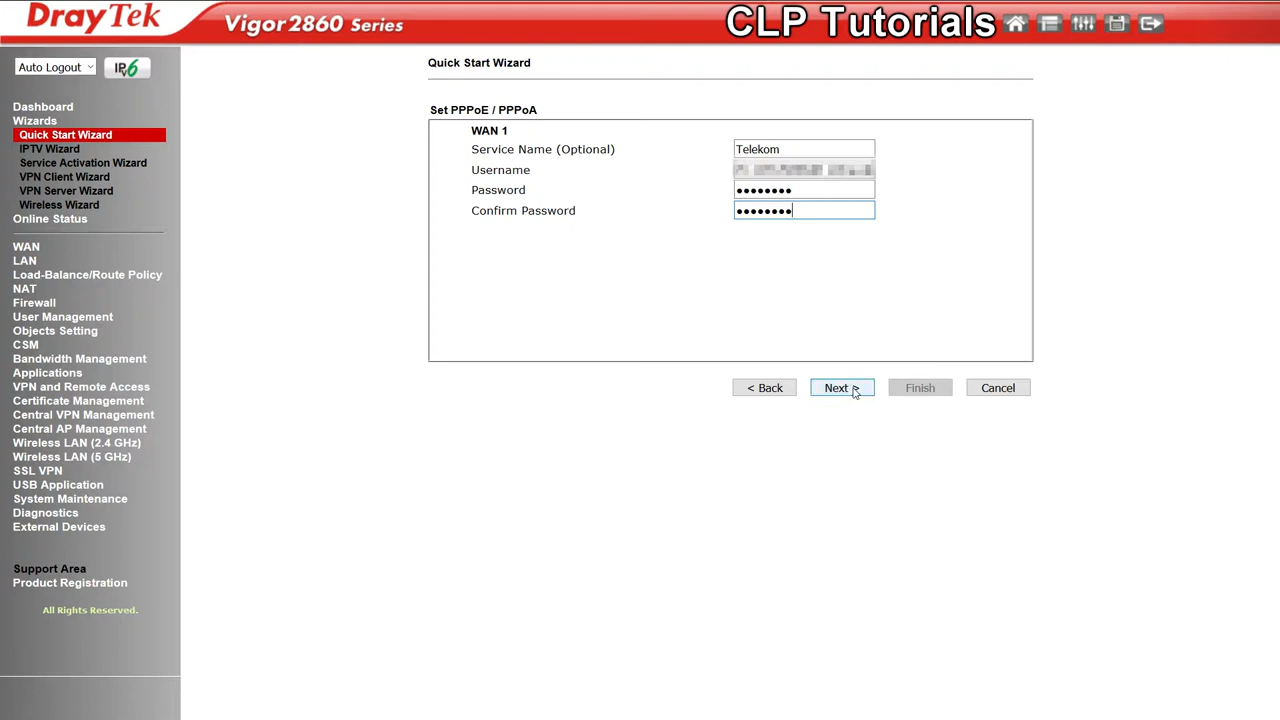 DrayTek
Vigor2860 Series
CLP Tutorials
Auto Logout
IPv6
Dashboard
Wizards
Quick Start Wizard
IPTV Wizard
Service Activation Wizard
VPN Client Wizard
VPN Server Wizard
Wireless Wizard
Online Status
WAN
LAN
Load-Balance/Route Policy
NAT
Firewall
User Management
Objects Setting
CSM
Bandwidth Management
Applications
VPN and Remote Access
Certificate Management
Central VPN Management
Central AP Management
Wireless LAN (2.4 GHz)
Wireless LAN (5 GHz)
SSL VPN
USB Application
System Maintenance
Diagnostics
External Devices
Support Area
Product Registration
All Rights Reserved.
Quick Start Wizard
Set PPPoE / PPPoA
WAN 1
Service Name (Optional) Telekom
Username
Password ●●●●●●●●
Confirm Password ●●●●●●●●
< Back Next > Finish Cancel